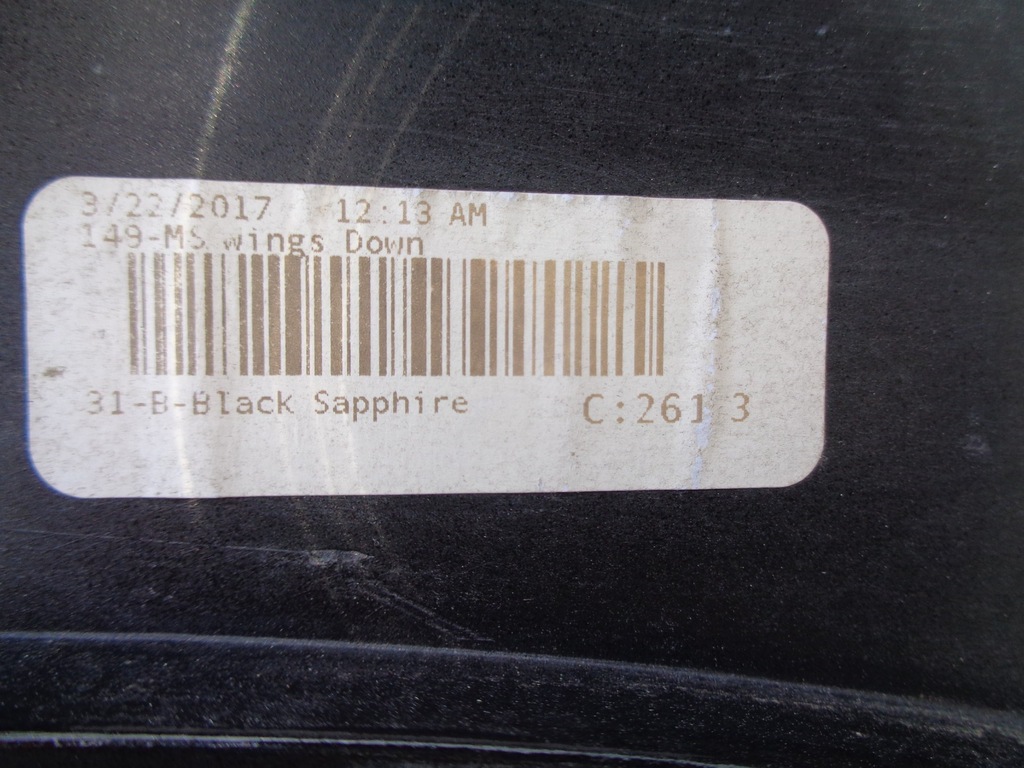 3/22/2017 12:13 AM
149-MS wings Down
31-B-Black Sapphire C:261 3